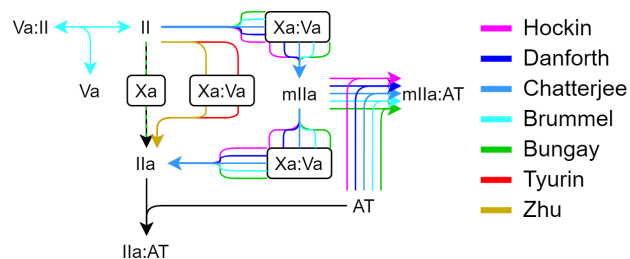 Va:II
II
Xa:Va
Va
Xa
Xa:Va
mIIa
mIIa:AT
IIa
Xa:Va
AT
IIa:AT
Hockin
Danforth
Chatterjee
Brummel
Bungay
Tyurin
Zhu